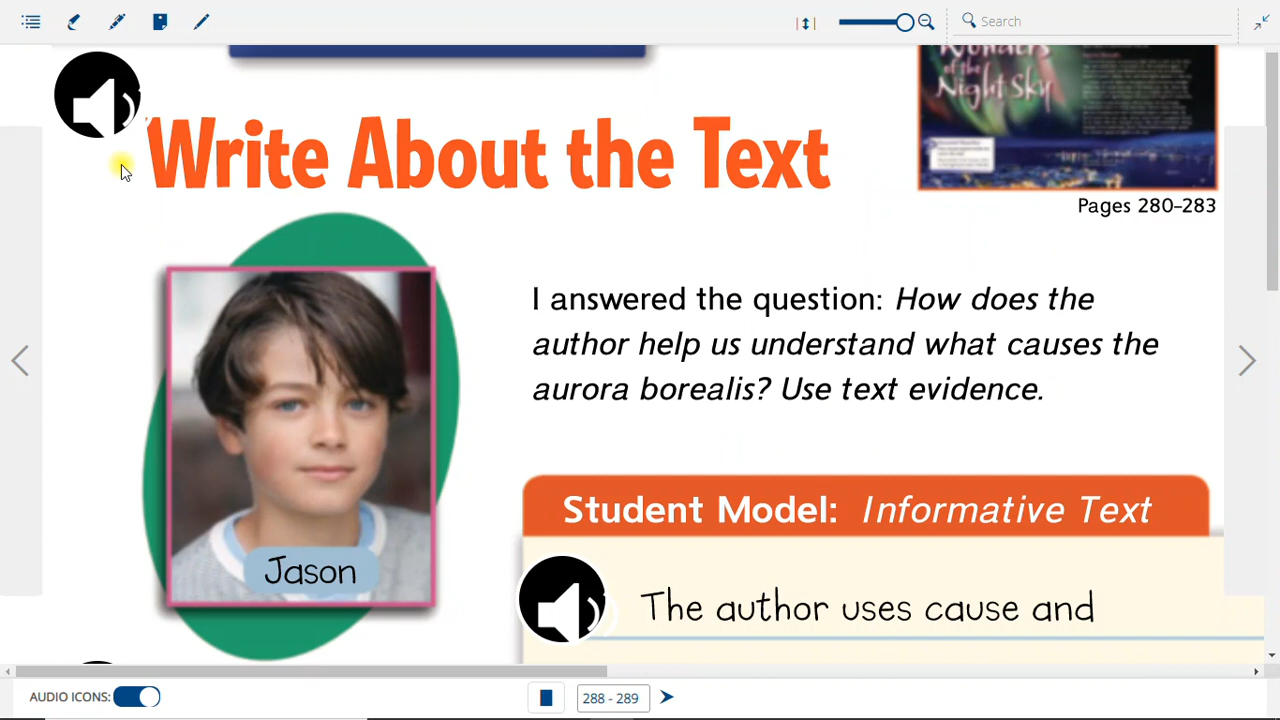 Search
Wonders
of the
Night Sky
Write About the Text
Pages 280–283
I answered the question: How does the
author help us understand what causes the
aurora borealis? Use text evidence.
Jason
Student Model: Informative Text
The author uses cause and
AUDIO ICONS:
288 - 289